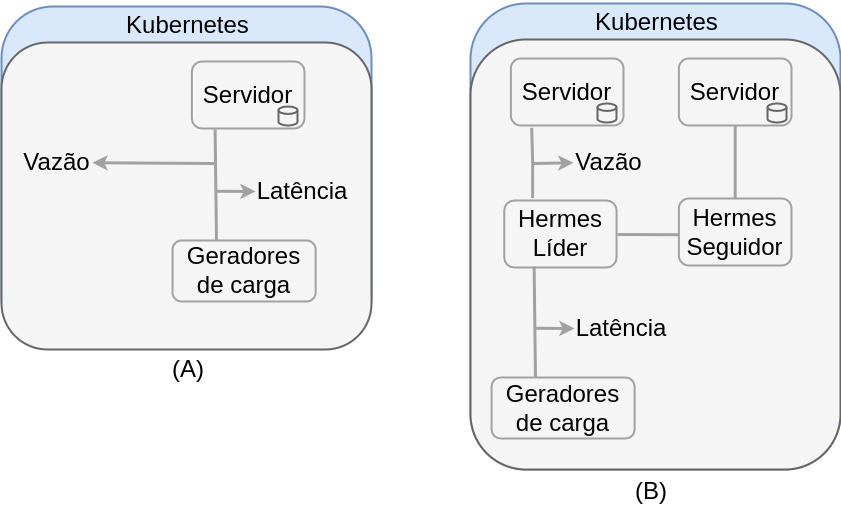 Kubernetes
Servidor
Vazão
Latência
Geradores
de carga
(A)
Kubernetes
Servidor
Servidor
Vazão
Hermes
Líder
Hermes
Seguidor
Latência
Geradores
de carga
(B)